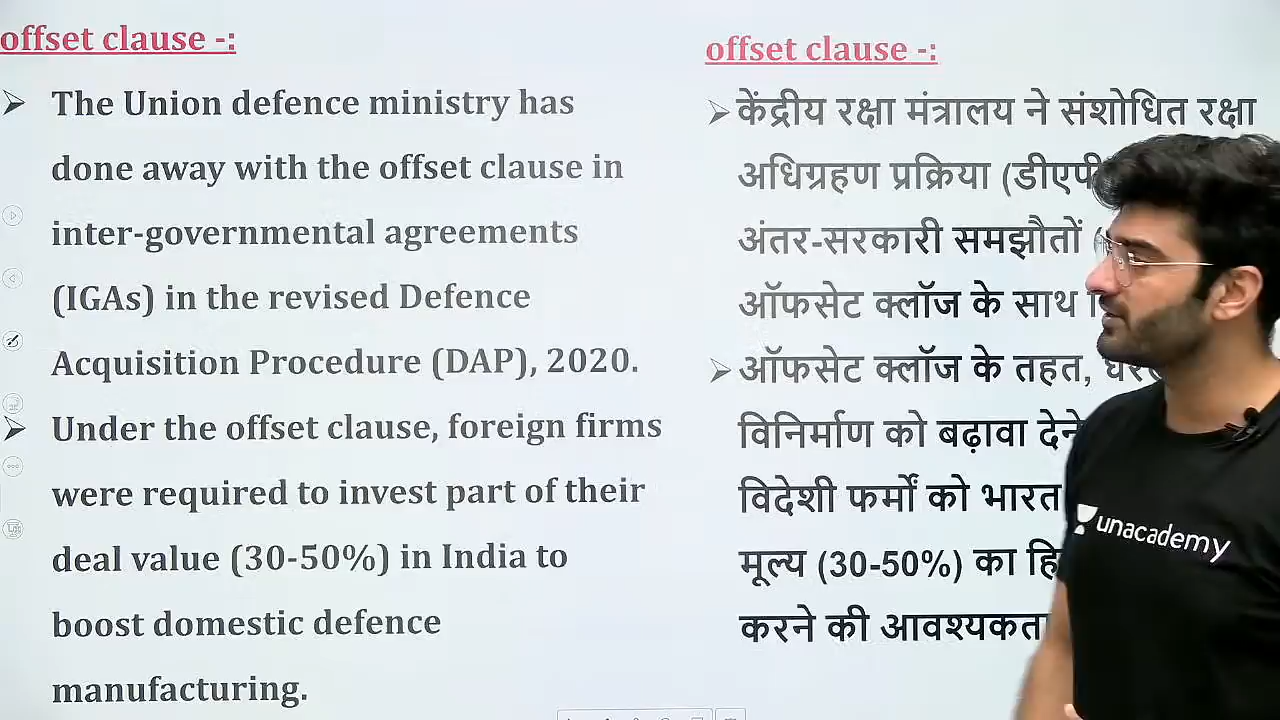 offset clause -:
➢ The Union defence ministry has
done away with the offset clause in
inter-governmental agreements
(IGAs) in the revised Defence
Acquisition Procedure (DAP), 2020.
➢ Under the offset clause, foreign firms
were required to invest part of their
deal value (30-50%) in India to
boost domestic defence
manufacturing.
offset clause -:
➢ केंद्रीय रक्षा मंत्रालय ने संशोधित रक्षा
अधिग्रहण प्रक्रिया
अंतर-सरकारी समझौतों
ऑफसेट क्लॉज के साथ
➢ ऑफसेट क्लॉज के तहत,
विनिर्माण को बढ़ावा देने
विदेशी फर्मों को भारत
मूल्य (30-50%) का
करने की
unacademy